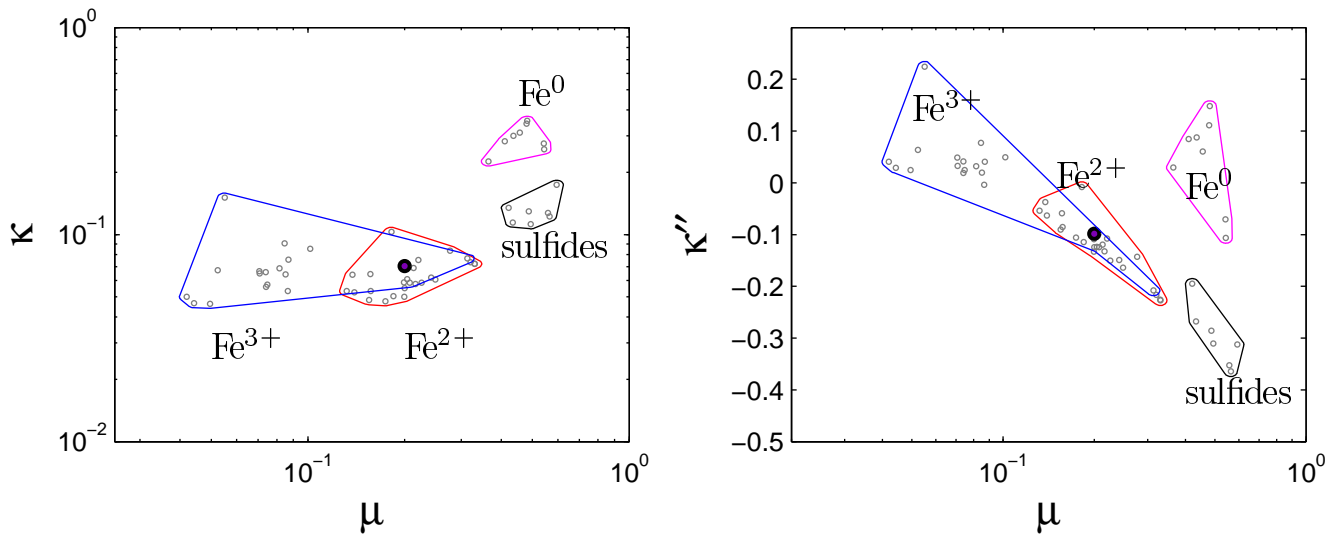 10⁰
10⁻¹
10⁻²
κ
Fe⁰
sulfides
Fe³⁺
Fe²⁺
10⁻¹
10⁰
μ
0.2
0.1
0
−0.1
−0.2
−0.3
−0.4
−0.5
κ″
Fe³⁺
Fe²⁺
Fe⁰
sulfides
10⁻¹
10⁰
μ